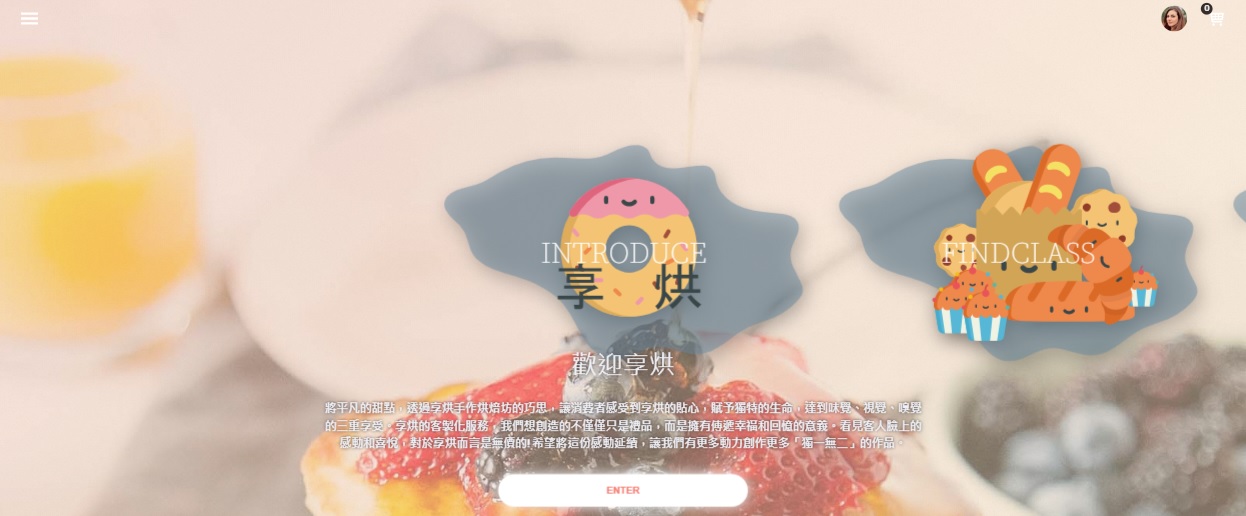 0
INTRODUCE
FINDCLASS
享 烘
歡迎享烘
將平凡的甜點，透過享烘手作烘焙坊的巧思，讓消費者感受到享烘的貼心，賦予獨特的生命，達到味覺、視覺、嗅覺
的三重享受。享烘的客製化服務，我們想創造的不僅僅只是禮品，而是擁有傳遞幸福和回憶的意義。看見客人臉上的
感動和喜悅，對於享烘而言是無價的!希望將這份感動延續，讓我們有更多動力創作更多「獨一無二」的作品。
ENTER